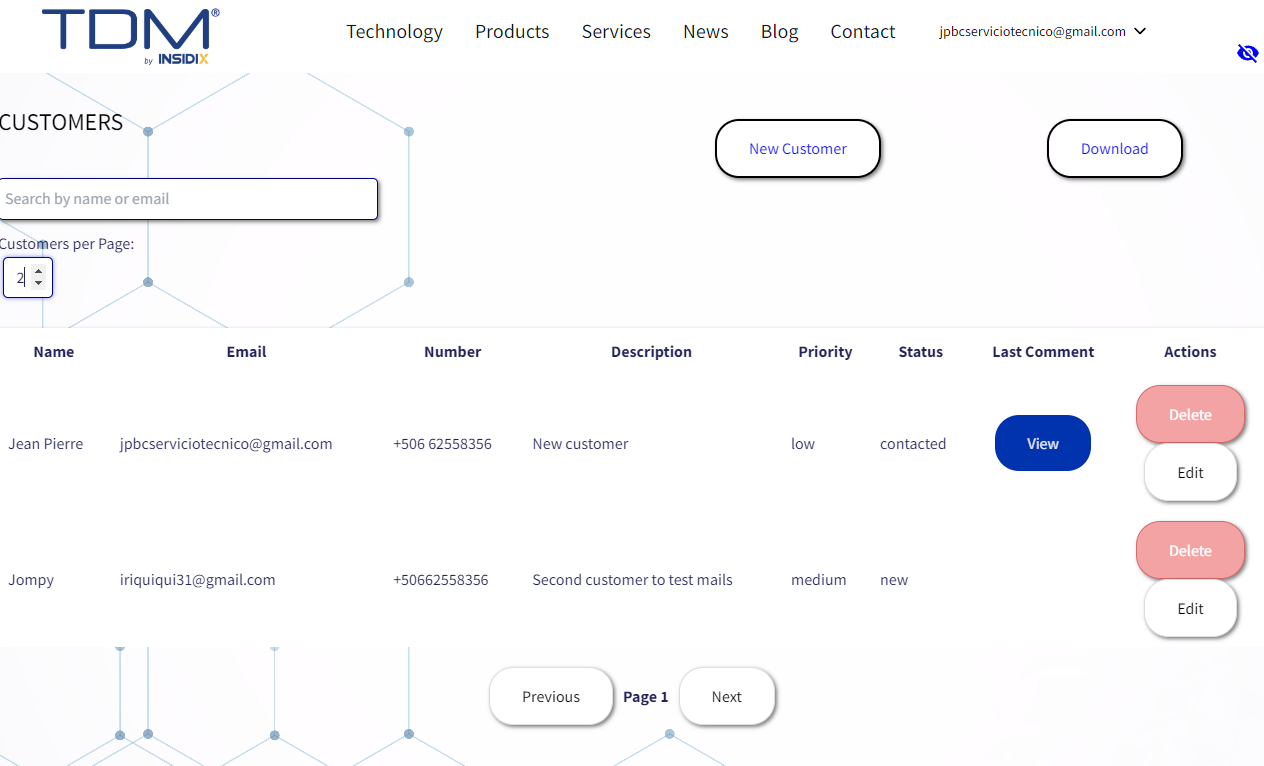 TDM®
by INSIDIX
Technology Products Services News Blog Contact jpbcserviciotecnico@gmail.com
CUSTOMERS
New Customer Download
Search by name or email
Customers per Page:
2
Name Email Number Description Priority Status Last Comment Actions
Jean Pierre jpbcserviciotecnico@gmail.com +506 62558356 New customer low contacted View Delete
Edit
Jompy iriquiqui31@gmail.com +50662558356 Second customer to test mails medium new Delete
Edit
Previous Page 1 Next